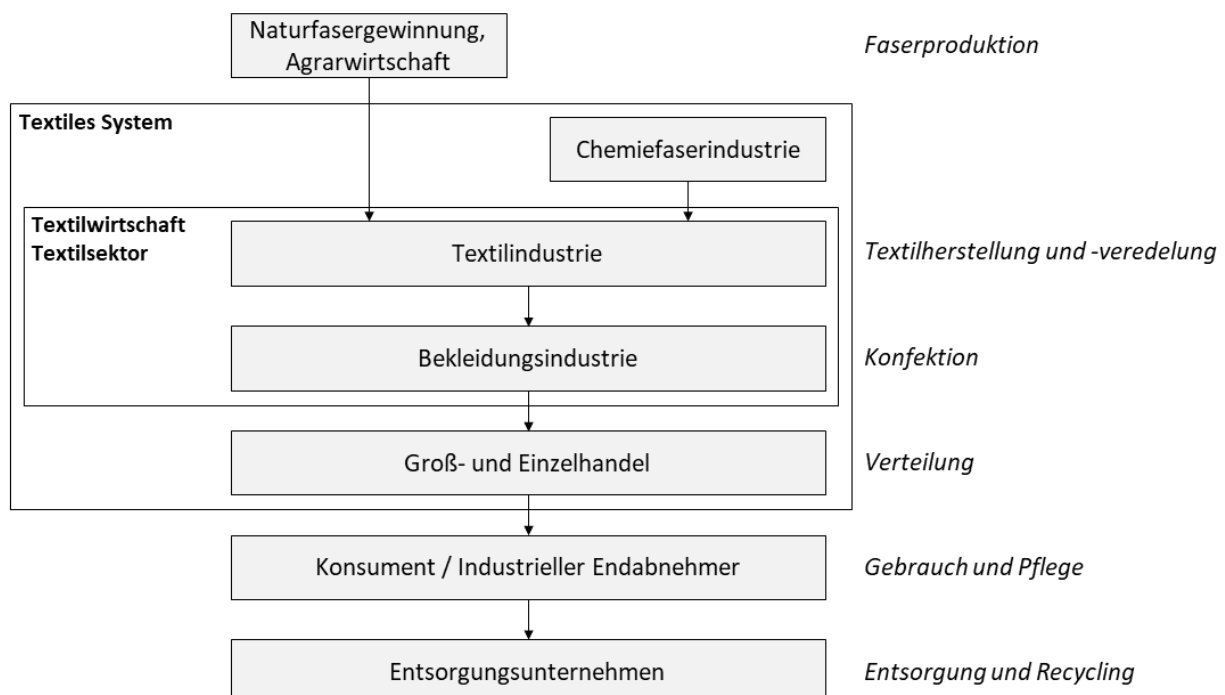 Naturfasergewinnung,
Agrarwirtschaft
Faserproduktion
Textiles System
Chemiefaserindustrie
Textilwirtschaft
Textilsektor
Textilindustrie
Textilherstellung und -veredelung
Bekleidungsindustrie
Konfektion
Groß- und Einzelhandel
Verteilung
Konsument / Industrieller Endabnehmer
Gebrauch und Pflege
Entsorgungsunternehmen
Entsorgung und Recycling